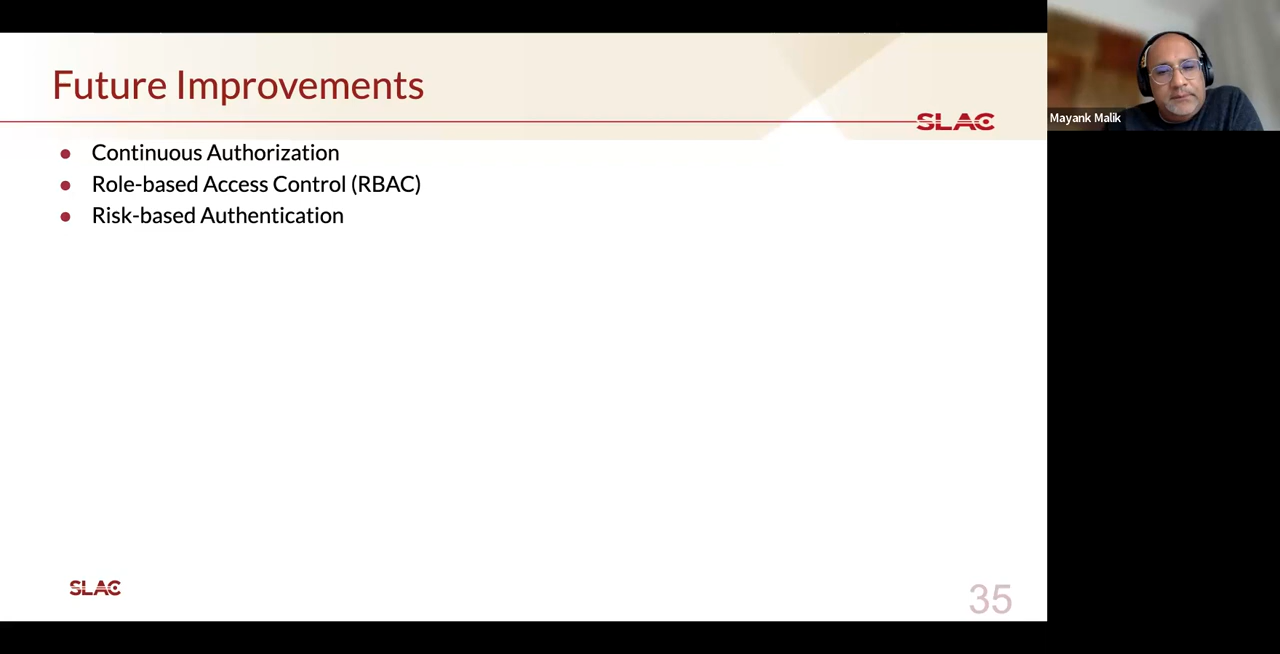 Future Improvements
SLAC
Continuous Authorization
Role-based Access Control (RBAC)
Risk-based Authentication
SLAC
35
Mayank Malik